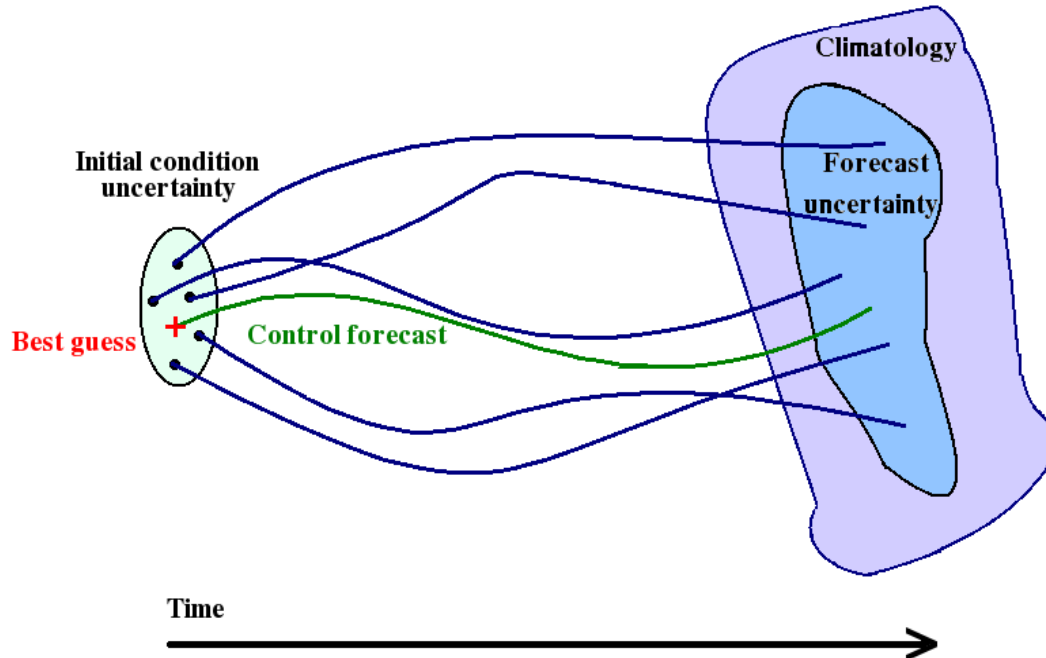 Climatology
Initial condition
uncertainty
Forecast
uncertainty
Best guess
Control forecast
Time